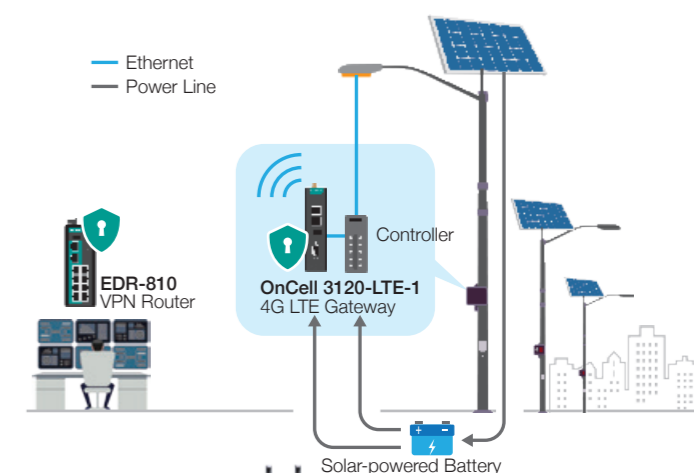 Ethernet
Power Line
Controller
EDR-810
VPN Router
OnCell 3120-LTE-1
4G LTE Gateway
+ -
Solar-powered Battery